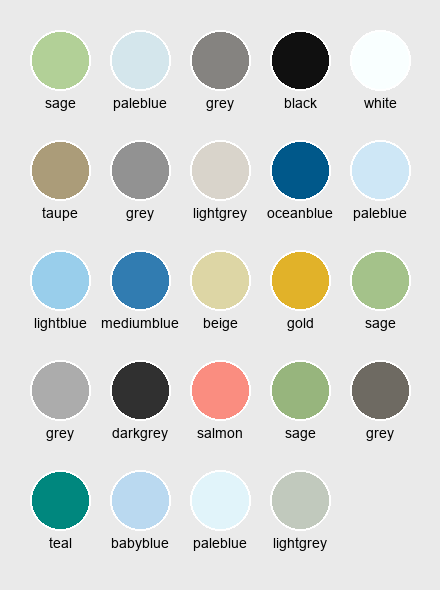 sage paleblue grey black white
taupe grey lightgrey oceanblue paleblue
lightblue mediumblue beige gold sage
grey darkgrey salmon sage grey
teal babyblue paleblue lightgrey